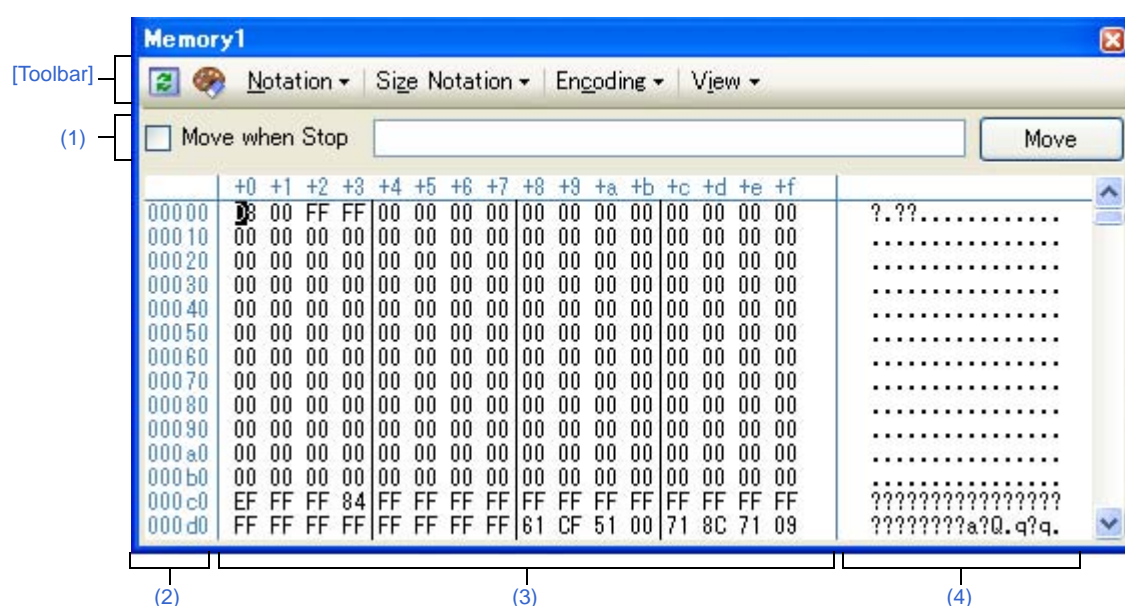 Memory1
[Toolbar] Notation Size Notation Encoding View
(1) Move when Stop Move
+0 +1 +2 +3 +4 +5 +6 +7 +8 +9 +a +b +c +d +e +f
00000 D8 00 FF FF 00 00 00 00 00 00 00 00 00 00 00 00 ?.??............
00010 00 00 00 00 00 00 00 00 00 00 00 00 00 00 00 00 ................
00020 00 00 00 00 00 00 00 00 00 00 00 00 00 00 00 00 ................
00030 00 00 00 00 00 00 00 00 00 00 00 00 00 00 00 00 ................
00040 00 00 00 00 00 00 00 00 00 00 00 00 00 00 00 00 ................
00050 00 00 00 00 00 00 00 00 00 00 00 00 00 00 00 00 ................
00060 00 00 00 00 00 00 00 00 00 00 00 00 00 00 00 00 ................
00070 00 00 00 00 00 00 00 00 00 00 00 00 00 00 00 00 ................
00080 00 00 00 00 00 00 00 00 00 00 00 00 00 00 00 00 ................
00090 00 00 00 00 00 00 00 00 00 00 00 00 00 00 00 00 ................
000a0 00 00 00 00 00 00 00 00 00 00 00 00 00 00 00 00 ................
000b0 00 00 00 00 00 00 00 00 00 00 00 00 00 00 00 00 ................
000c0 EF FF FF 84 FF FF FF FF FF FF FF FF FF FF FF FF ????????????????
000d0 FF FF FF FF FF FF FF FF 61 CF 51 00 71 8C 71 09 ????????a?Q.q?q.
(2) (3) (4)